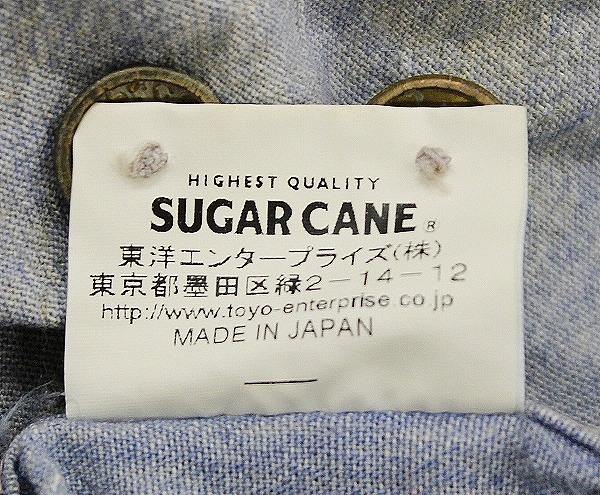 HIGHEST QUALITY
SUGAR CANE®
東洋エンタープライズ(株)
東京都墨田区緑2-14-12
http://www.toyo-enterprise.co.jp
MADE IN JAPAN